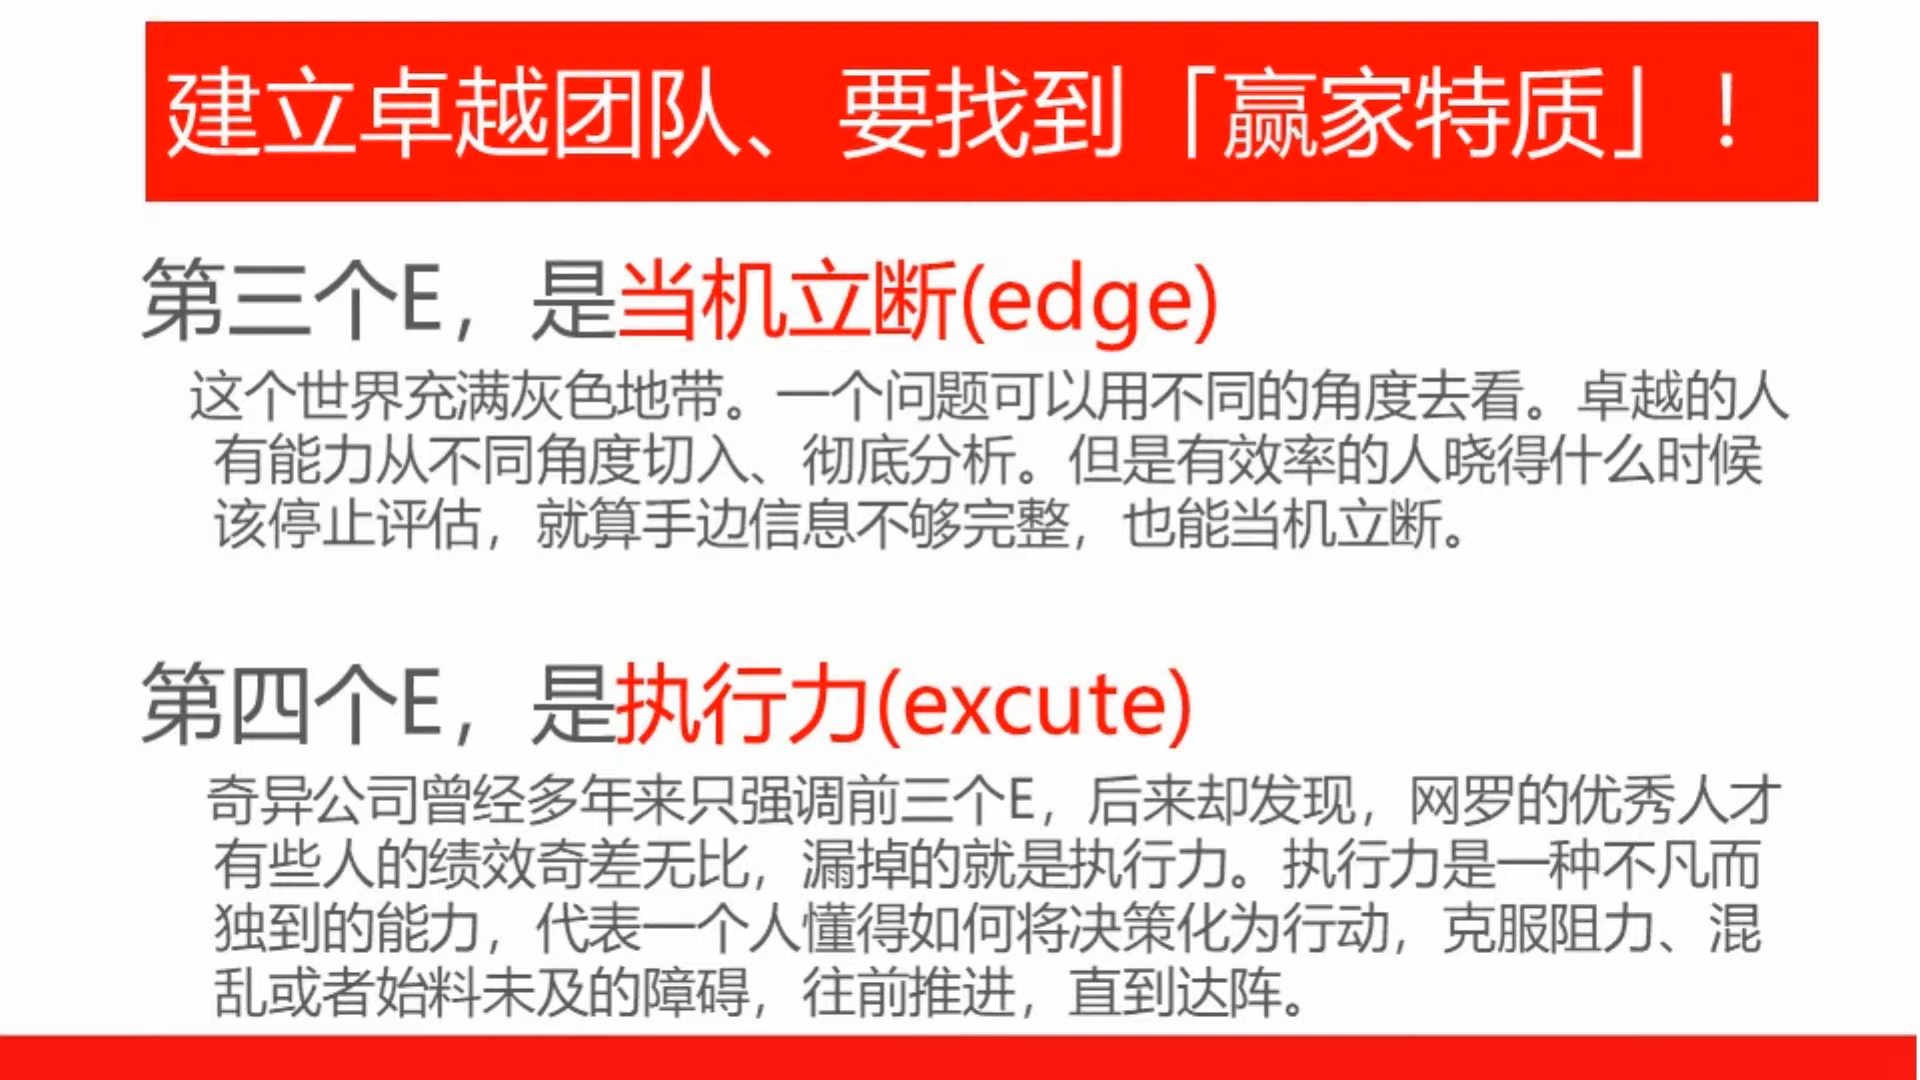 建立卓越团队、要找到「赢家特质」！
第三个E，是当机立断(edge)
这个世界充满灰色地带。一个问题可以用不同的角度去看。卓越的人
有能力从不同角度切入、彻底分析。但是有效率的人晓得什么时候
该停止评估，就算手边信息不够完整，也能当机立断。
第四个E，是执行力(excute)
奇异公司曾经多年来只强调前三个E，后来却发现，网罗的优秀人才
有些人的绩效奇差无比，漏掉的就是执行力。执行力是一种不凡而
独到的能力，代表一个人懂得如何将决策化为行动，克服阻力、混
乱或者始料未及的障碍，往前推进，直到达阵。